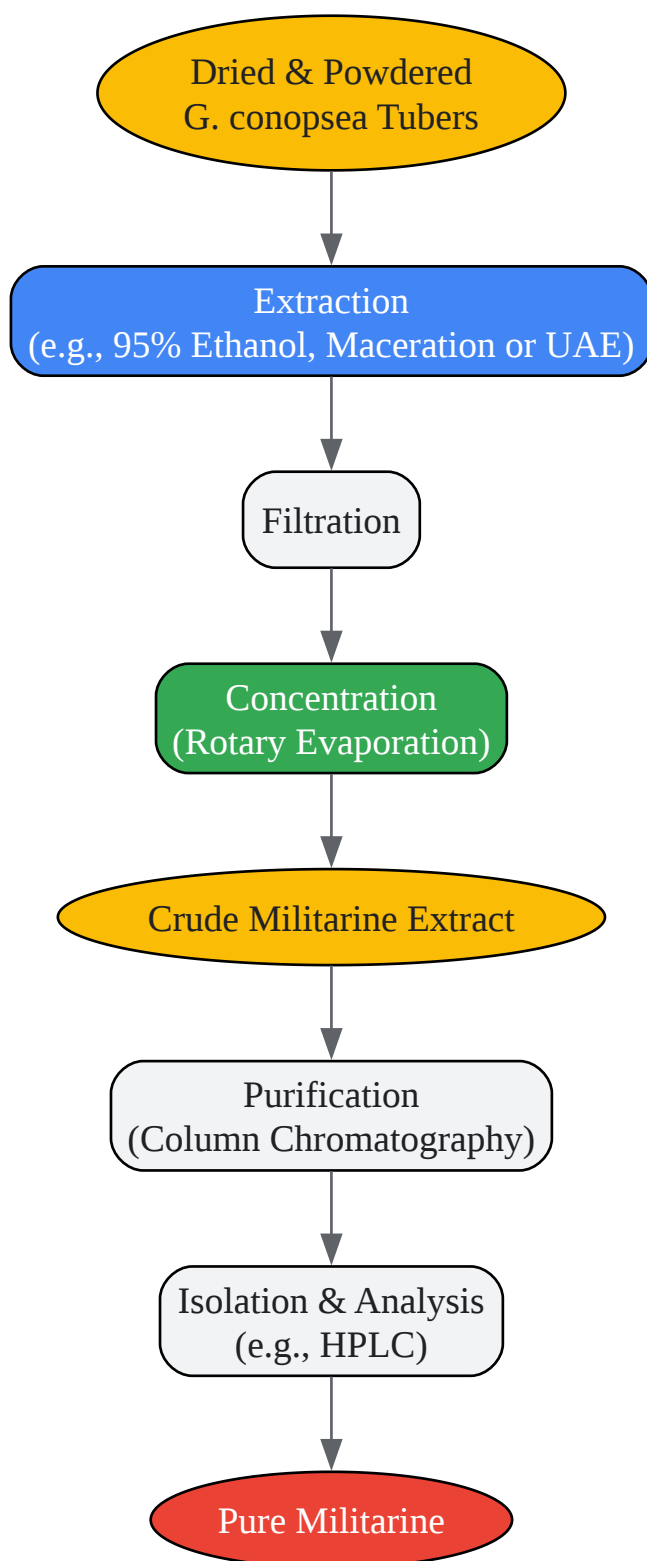 Dried & Powdered
G. conopsea Tubers
Extraction
(e.g., 95% Ethanol, Maceration or UAE)
Filtration
Concentration
(Rotary Evaporation)
Crude Militarine Extract
Purification
(Column Chromatography)
Isolation & Analysis
(e.g., HPLC)
Pure Militarine